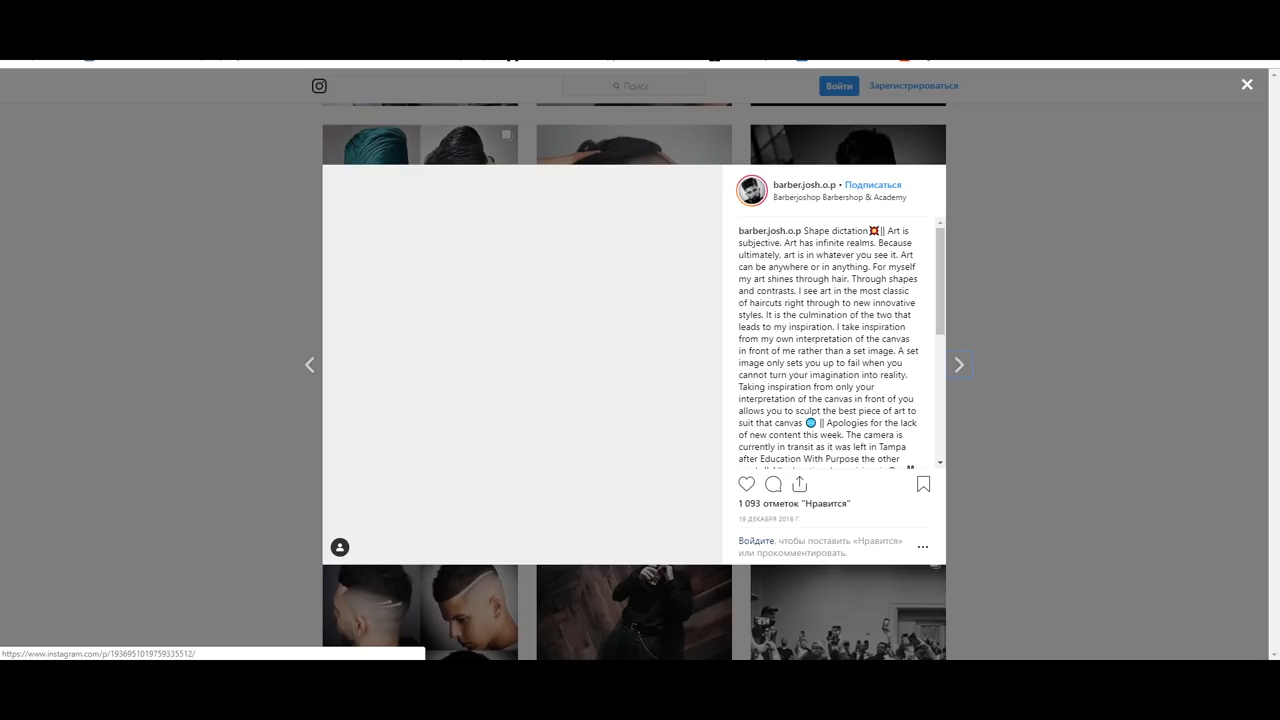 Поиск
Войти
Зарегистрироваться
barber.josh.o.p • Подписаться
Barberjoshop Barbershop & Academy
barber.josh.o.p Shape dictation💥|| Art is
subjective. Art has infinite realms. Because
ultimately, art is in whatever you see it. Art
can be anywhere or in anything. For myself
my art shines through hair. Through shapes
and contrasts. I see art in the most classic
of haircuts right through to new innovative
styles. It is the culmination of the two that
leads to my inspiration. I take inspiration
from my own interpretation of the canvas
in front of me rather than a set image. A set
image only sets you up to fail when you
cannot turn your imagination into reality.
Taking inspiration from only your
interpretation of the canvas in front of you
allows you to sculpt the best piece of art to
suit that canvas 🌐 || Apologies for the lack
of new content this week. The camera is
currently in transit as it was left in Tampa
after Education With Purpose the other
1 093 отметок "Нравится"
19 ДЕКАБРЯ 2018 Г.
Войдите, чтобы поставить «Нравится»
или прокомментировать.
https://www.instagram.com/p/1936951019759335512/